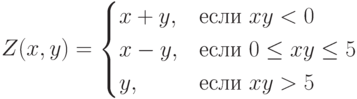 Z(x, y) = { x + y, если xy < 0
x − y, если 0 ≤ xy ≤ 5
y, если xy > 5